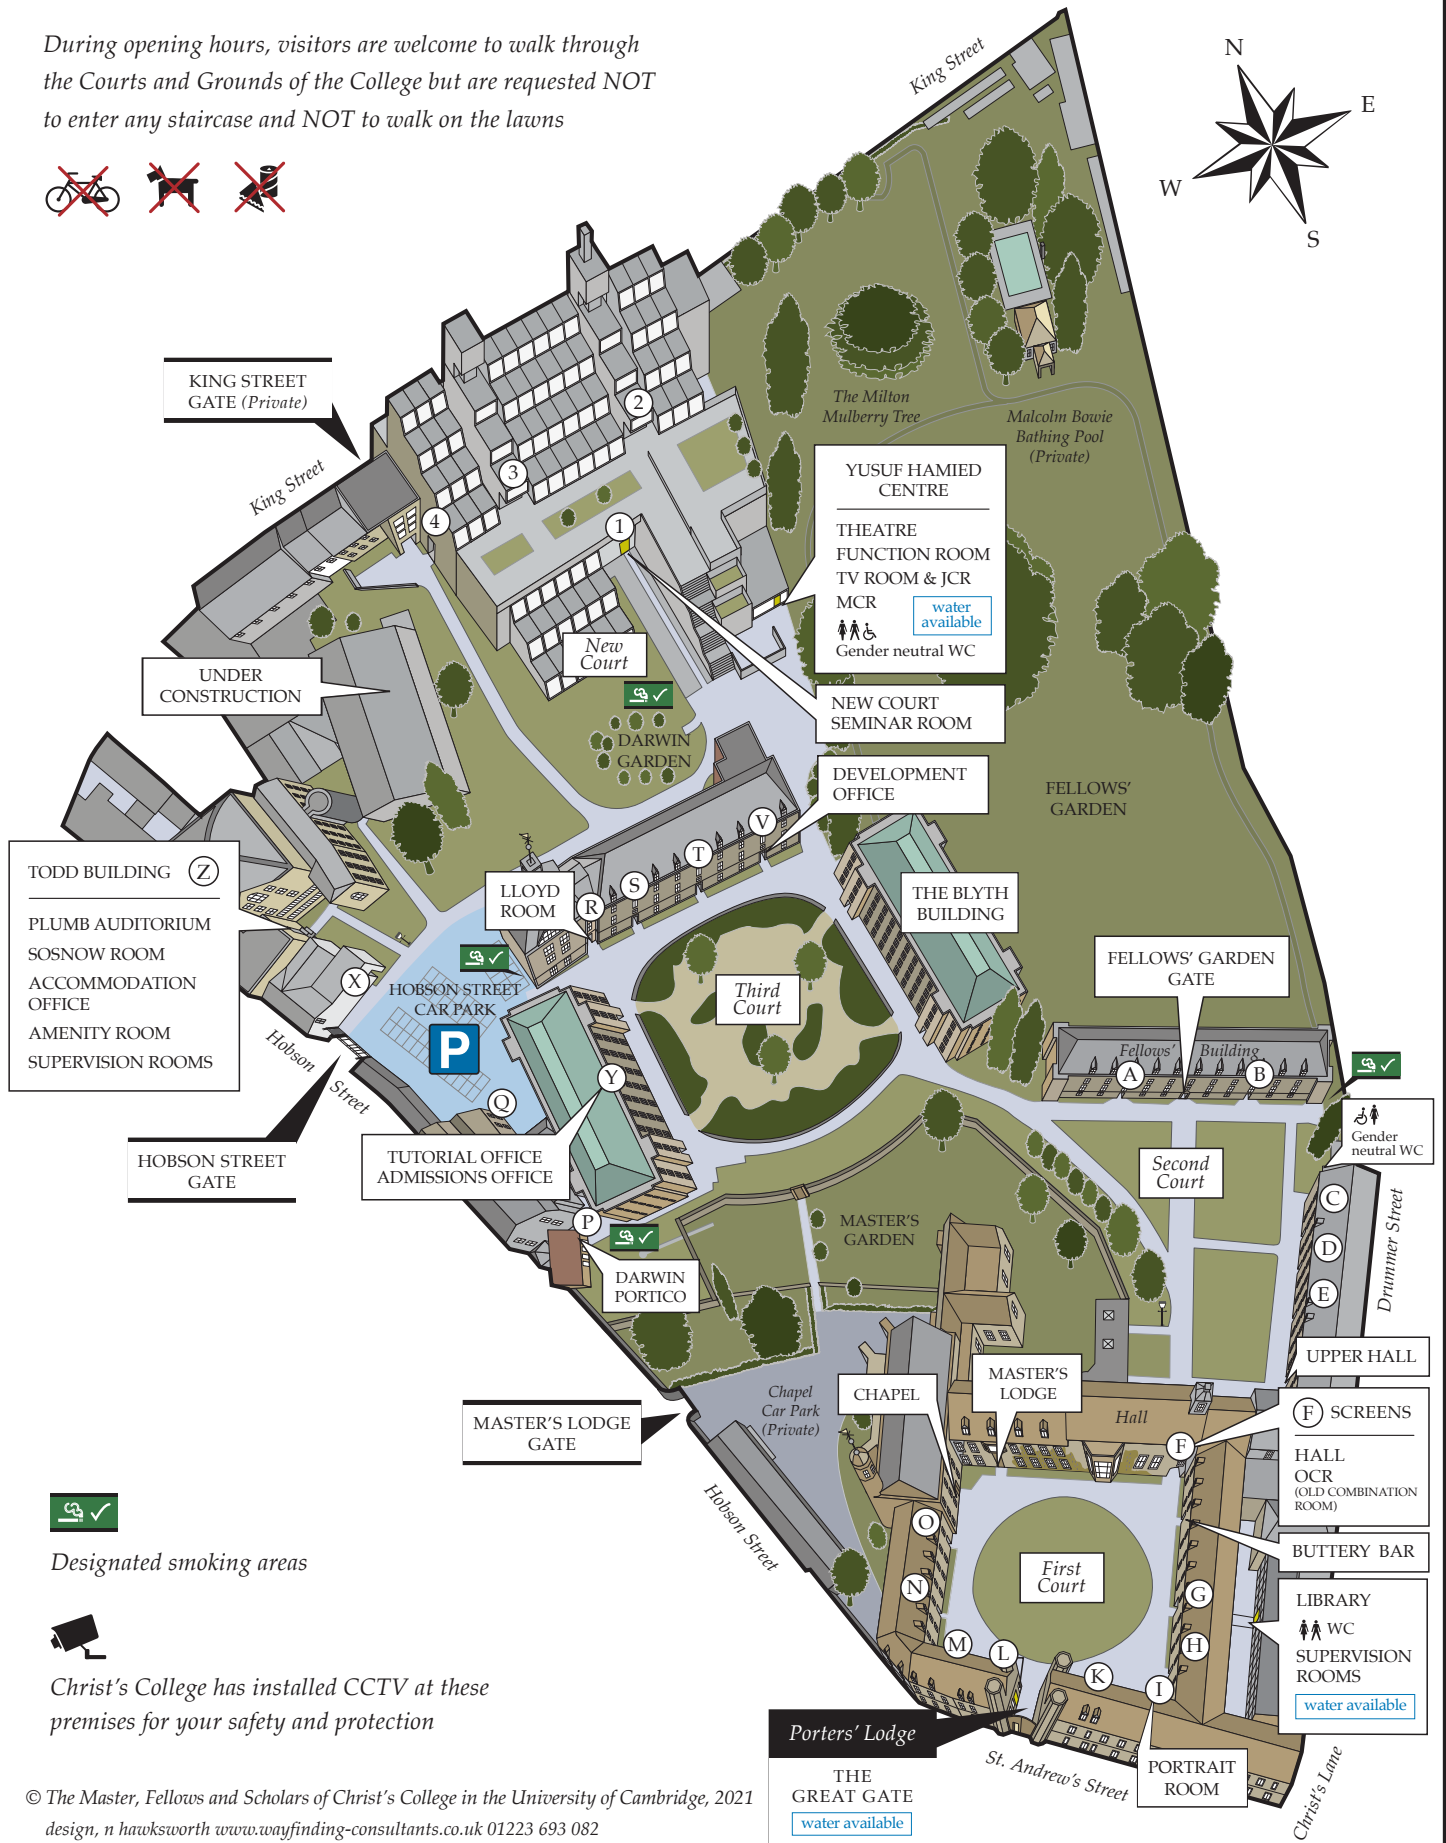 During opening hours, visitors are welcome to walk through
the Courts and Grounds of the College but are requested NOT
to enter any staircase and NOT to walk on the lawns
King Street
N
E
W
S
KING STREET
GATE (Private)
King Street
2
3
4
1
The Milton
Mulberry Tree
Malcolm Bowie
Bathing Pool
(Private)
YUSUF HAMIED
CENTRE
THEATRE
FUNCTION ROOM
TV ROOM & JCR
MCR
water
available
Gender neutral WC
New
Court
UNDER
CONSTRUCTION
NEW COURT
SEMINAR ROOM
DARWIN
GARDEN
DEVELOPMENT
OFFICE
FELLOWS'
GARDEN
V
T
S
R
LLOYD
ROOM
THE BLYTH
BUILDING
TODD BUILDING Z
PLUMB AUDITORIUM
SOSNOW ROOM
ACCOMMODATION
OFFICE
AMENITY ROOM
SUPERVISION ROOMS
X
HOBSON STREET
CAR PARK
P
Third
Court
FELLOWS' GARDEN
GATE
Fellows' Building
A
B
Hobson Street
Y
Q
HOBSON STREET
GATE
TUTORIAL OFFICE
ADMISSIONS OFFICE
Gender
neutral WC
Second
Court
C
D
E
Drummer Street
P
MASTER'S
GARDEN
DARWIN
PORTICO
UPPER HALL
MASTER'S
LODGE
CHAPEL
Chapel
Car Park
(Private)
Hall
F
F SCREENS
HALL
OCR
(OLD COMBINATION
ROOM)
MASTER'S LODGE
GATE
Hobson Street
O
N
M
L
First
Court
BUTTERY BAR
G
H
K
I
LIBRARY
WC
SUPERVISION
ROOMS
water available
Designated smoking areas
Christ's College has installed CCTV at these
premises for your safety and protection
Porters' Lodge
THE
GREAT GATE
water available
St. Andrew's Street
PORTRAIT
ROOM
Christ's Lane
© The Master, Fellows and Scholars of Christ's College in the University of Cambridge, 2021
design, n hawksworth www.wayfinding-consultants.co.uk 01223 693 082